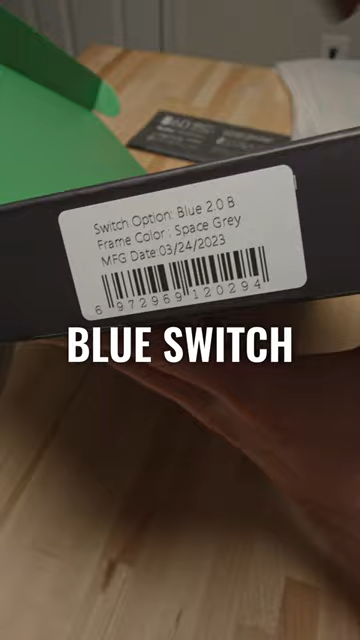 Switch Option: Blue 2.0 B
Frame Color : Space Grey
MFG Date:03/24/2023
6 972969 120294
BLUE SWITCH